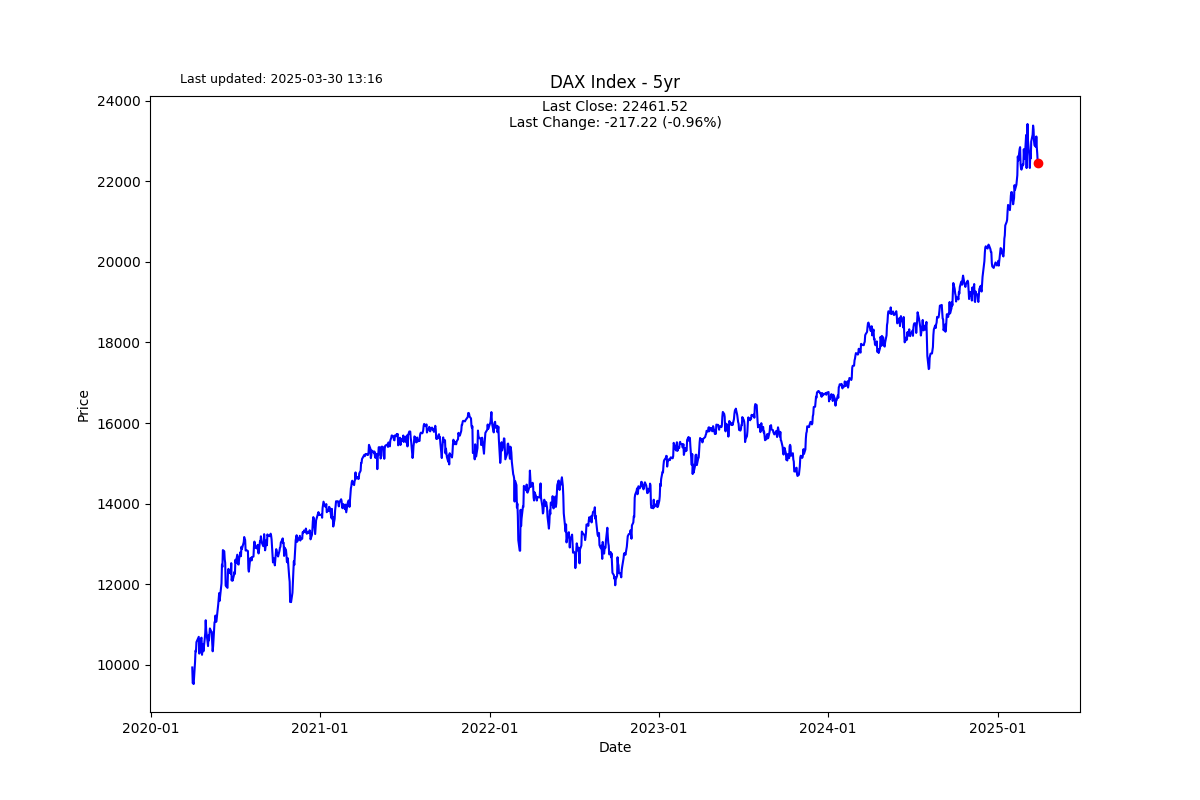 Last updated: 2025-03-30 13:16
DAX Index - 5yr
Last Close: 22461.52
Last Change: -217.22 (-0.96%)
24000
22000
20000
18000
16000
14000
12000
10000
Price
2020-01
2021-01
2022-01
2023-01
2024-01
2025-01
Date